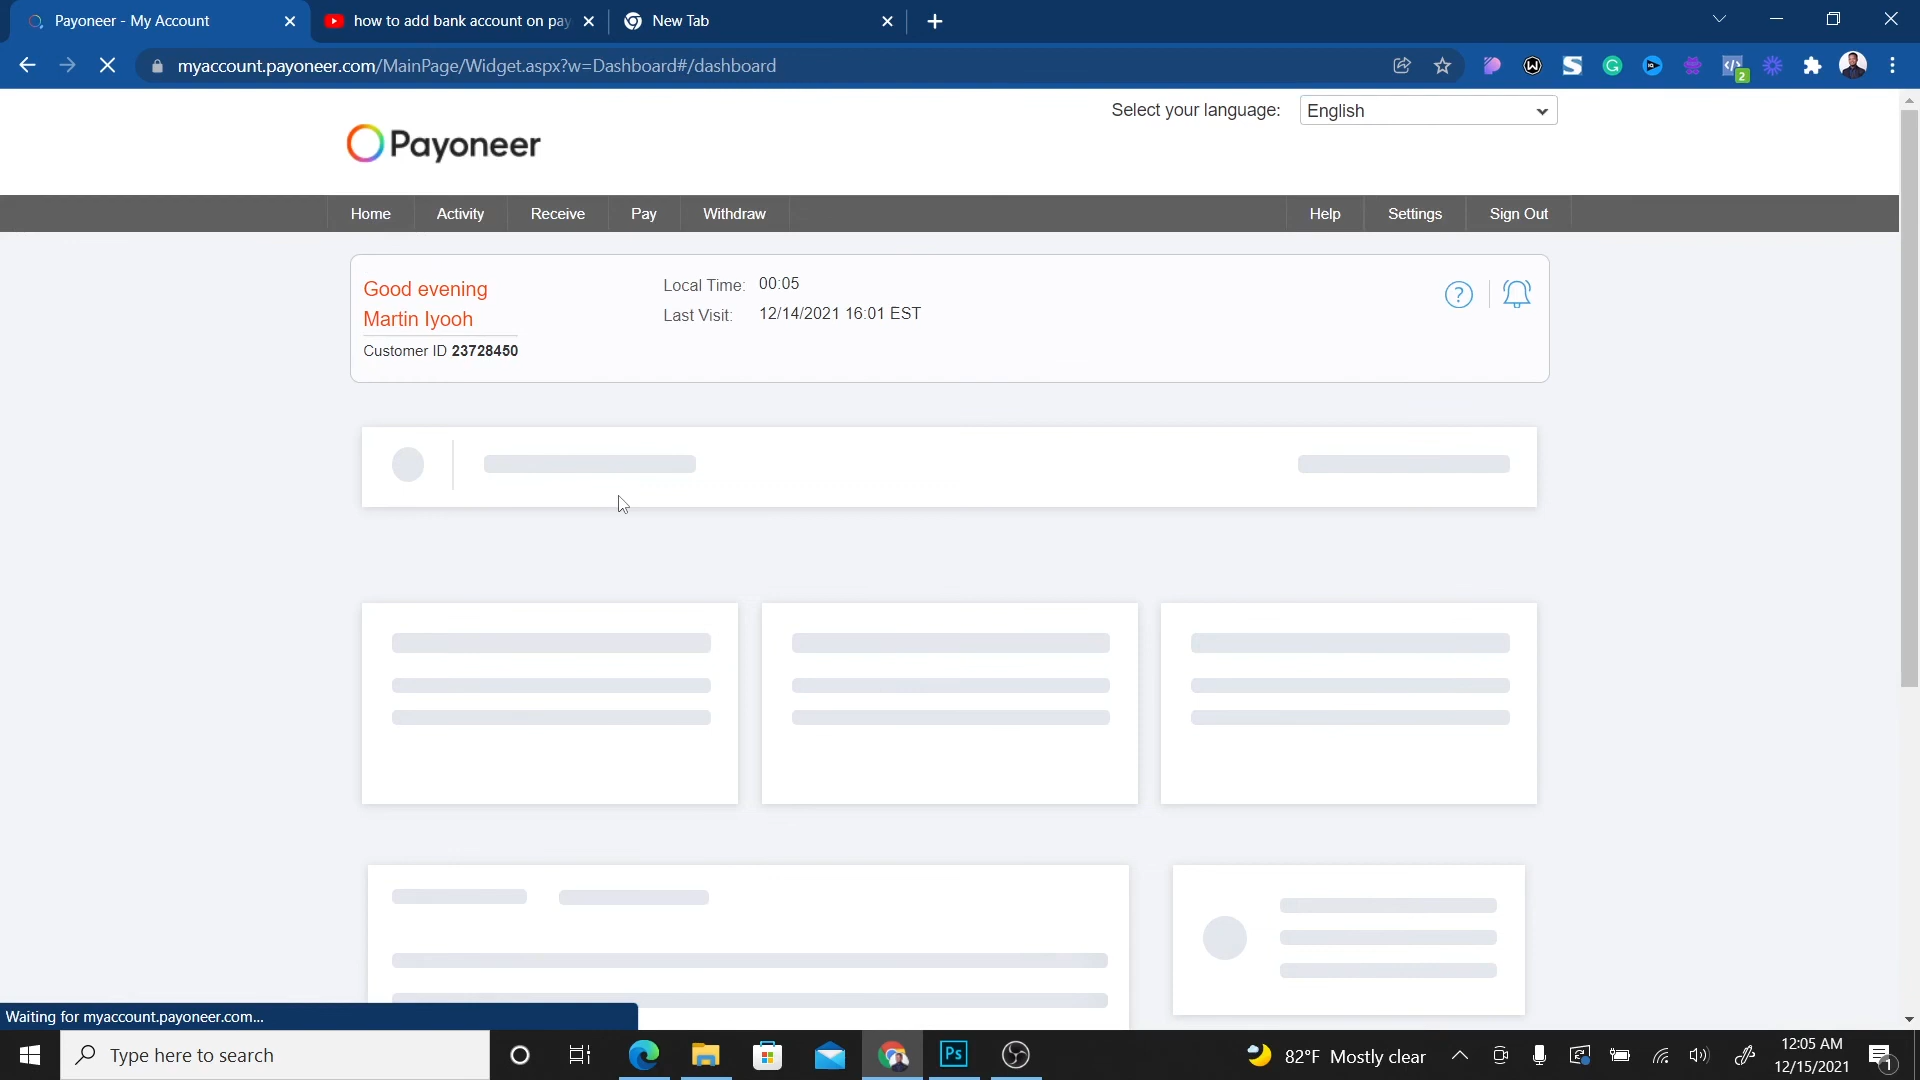 Payoneer - My Account
how to add bank account on pay
New Tab
myaccount.payoneer.com/MainPage/Widget.aspx?w=Dashboard#/dashboard
2
Select your language:
English
Payoneer
Home
Activity
Receive
Pay
Withdraw
Help
Settings
Sign Out
Good evening
Martin Iyooh
Customer ID 23728450
Local Time: 00:05
Last Visit: 12/14/2021 16:01 EST
?
Waiting for myaccount.payoneer.com...
Type here to search
Ps
82°F Mostly clear
12:05 AM
12/15/2021
1